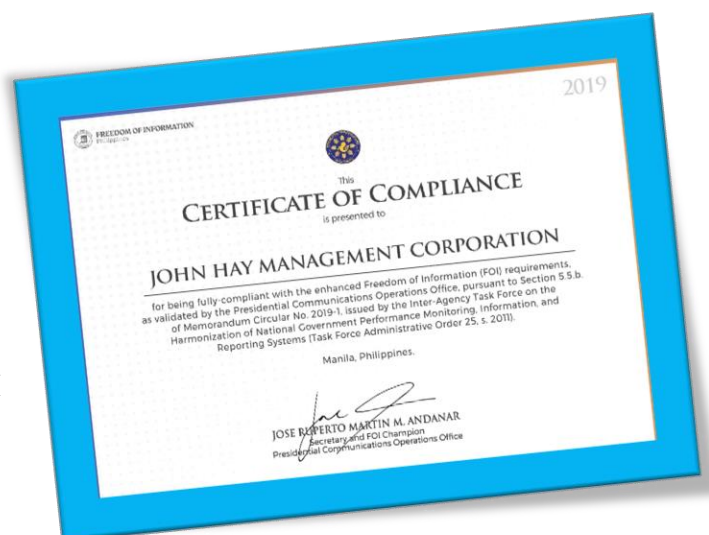 2019
FREEDOM OF INFORMATION
Philippines
This
CERTIFICATE OF COMPLIANCE
is presented to
JOHN HAY MANAGEMENT CORPORATION
for being fully-compliant with the enhanced Freedom of Information (FOI) requirements,
as validated by the Presidential Communications Operations Office, pursuant to Section 5.5.b.
of Memorandum Circular No. 2019-1, issued by the Inter-Agency Task Force on the
Harmonization of National Government Performance Monitoring, Information, and
Reporting Systems (Task Force Administrative Order 25, s. 2011).
Manila, Philippines.
JOSE RUPERTO MARTIN M. ANDANAR
Secretary and FOI Champion
Presidential Communications Operations Office